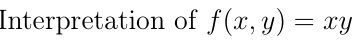 Interpretation of f(x, y) = xy